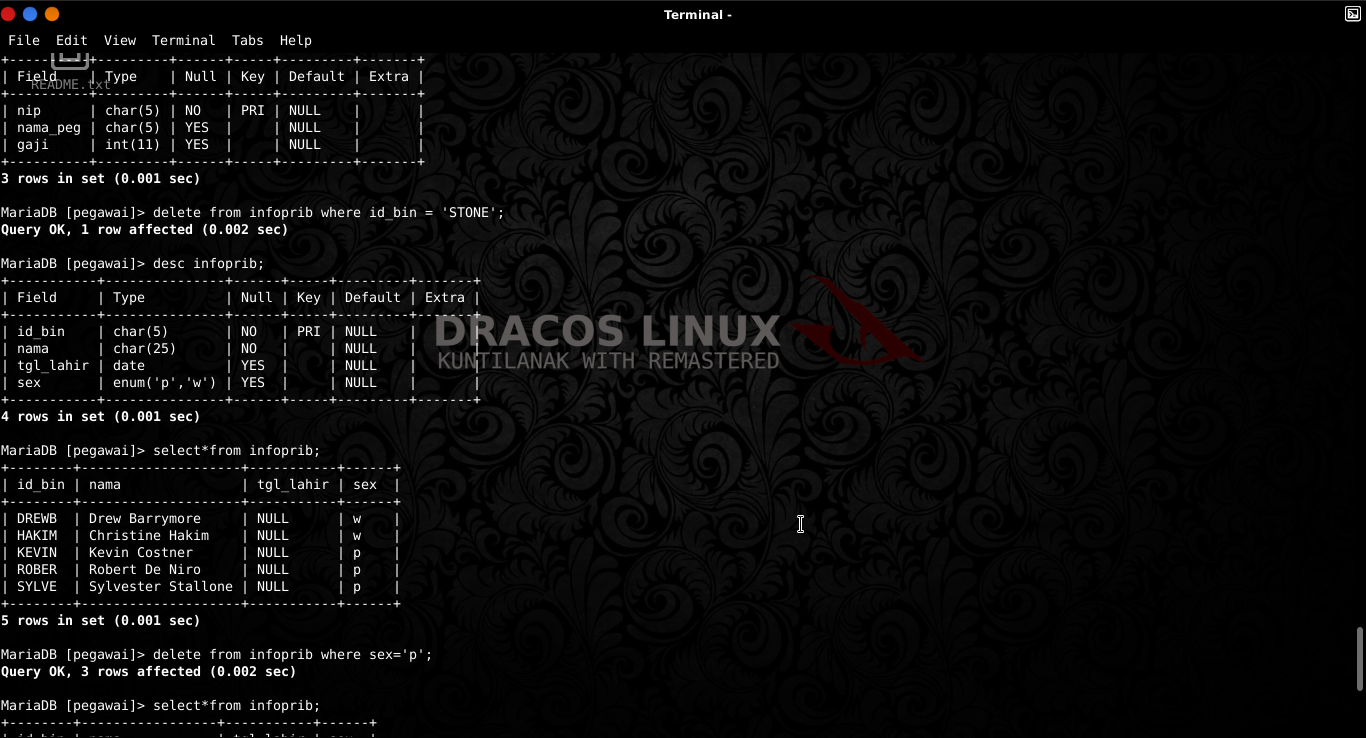 Terminal -
File Edit View Terminal Tabs Help
+----------+---------+------+-----+---------+-------+
| Field    | Type    | Null | Key | Default | Extra |
README.txt
+----------+---------+------+-----+---------+-------+
| nip      | char(5) | NO   | PRI | NULL    |       |
| nama_peg | char(5) | YES  |     | NULL    |       |
| gaji     | int(11) | YES  |     | NULL    |       |
+----------+---------+------+-----+---------+-------+
3 rows in set (0.001 sec)
MariaDB [pegawai]> delete from infoprib where id_bin = 'STONE';
Query OK, 1 row affected (0.002 sec)
MariaDB [pegawai]> desc infoprib;
+-----------+---------------+------+-----+---------+-------+
| Field     | Type          | Null | Key | Default | Extra |
+-----------+---------------+------+-----+---------+-------+
| id_bin    | char(5)       | NO   | PRI | NULL    |       |
| nama      | char(25)      | NO   |     | NULL    |       |
| tgl_lahir | date          | YES  |     | NULL    |       |
| sex       | enum('p','w') | YES  |     | NULL    |       |
+-----------+---------------+------+-----+---------+-------+
DRACOS LINUX
KUNTILANAK WITH REMASTERED
4 rows in set (0.001 sec)
MariaDB [pegawai]> select*from infoprib;
+--------+--------------------+-----------+------+
| id_bin | nama               | tgl_lahir | sex  |
+--------+--------------------+-----------+------+
| DREWB  | Drew Barrymore     | NULL      | w    |
| HAKIM  | Christine Hakim    | NULL      | w    |
| KEVIN  | Kevin Costner      | NULL      | p    |
| ROBER  | Robert De Niro     | NULL      | p    |
| SYLVE  | Sylvester Stallone | NULL      | p    |
+--------+--------------------+-----------+------+
5 rows in set (0.001 sec)
MariaDB [pegawai]> delete from infoprib where sex='p';
Query OK, 3 rows affected (0.002 sec)
MariaDB [pegawai]> select*from infoprib;
+--------+-----------------+-----------+------+